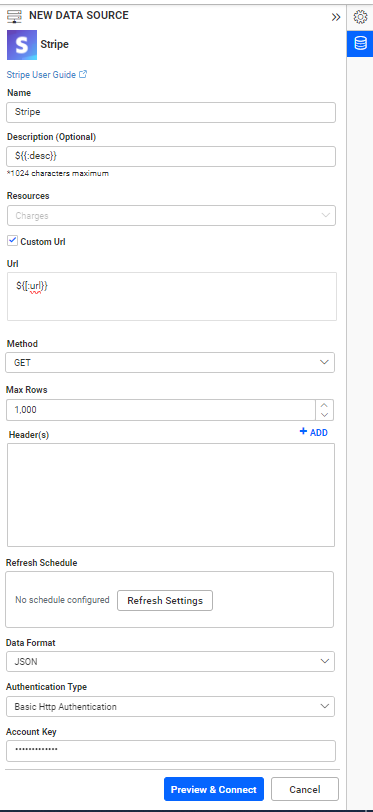 NEW DATA SOURCE
S Stripe
Stripe User Guide
Name
Stripe
Description (Optional)
${{:desc}}
*1024 characters maximum
Resources
Charges
Custom Url
Url
${[:url}}
Method
GET
Max Rows
1,000
Header(s)
+ ADD
Refresh Schedule
No schedule configured
Refresh Settings
Data Format
JSON
Authentication Type
Basic Http Authentication
Account Key
•••••••••••••
Preview & Connect
Cancel